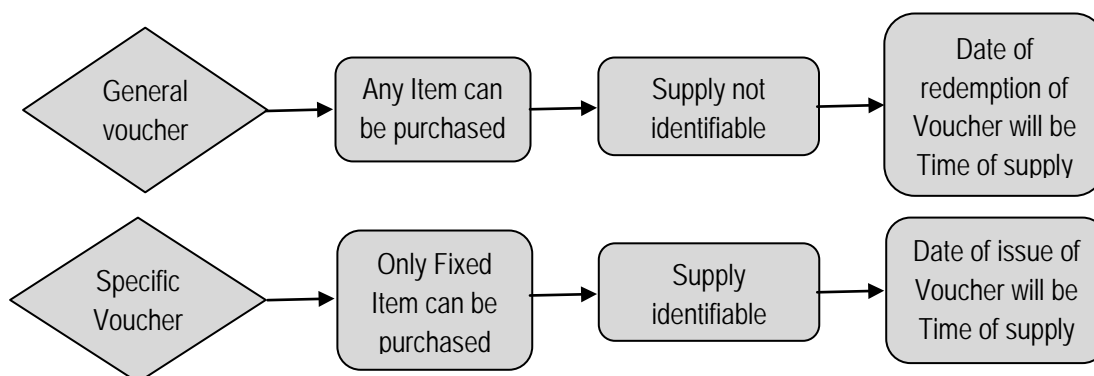 General
voucher
Any Item can
be purchased
Supply not
identifiable
Date of
redemption of
Voucher will be
Time of supply
Specific
Voucher
Only Fixed
Item can be
purchased
Supply
identifiable
Date of issue of
Voucher will be
Time of supply